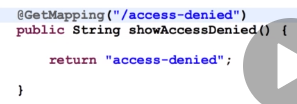 @GetMapping("/access-denied")
public String showAccessDenied() {
return "access-denied";
}